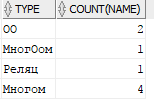 TYPE COUNT(NAME)
ОО 2
МногОом 1
Реляц 1
Многом 4